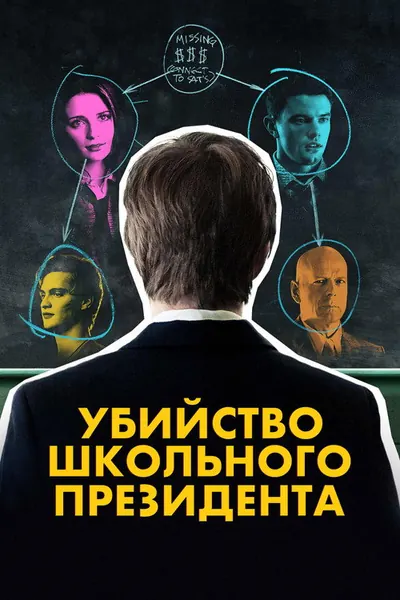 MISSING
$ $ $
CONNECT
TO SATS
УБИЙСТВО
ШКОЛЬНОГО
ПРЕЗИДЕНТА